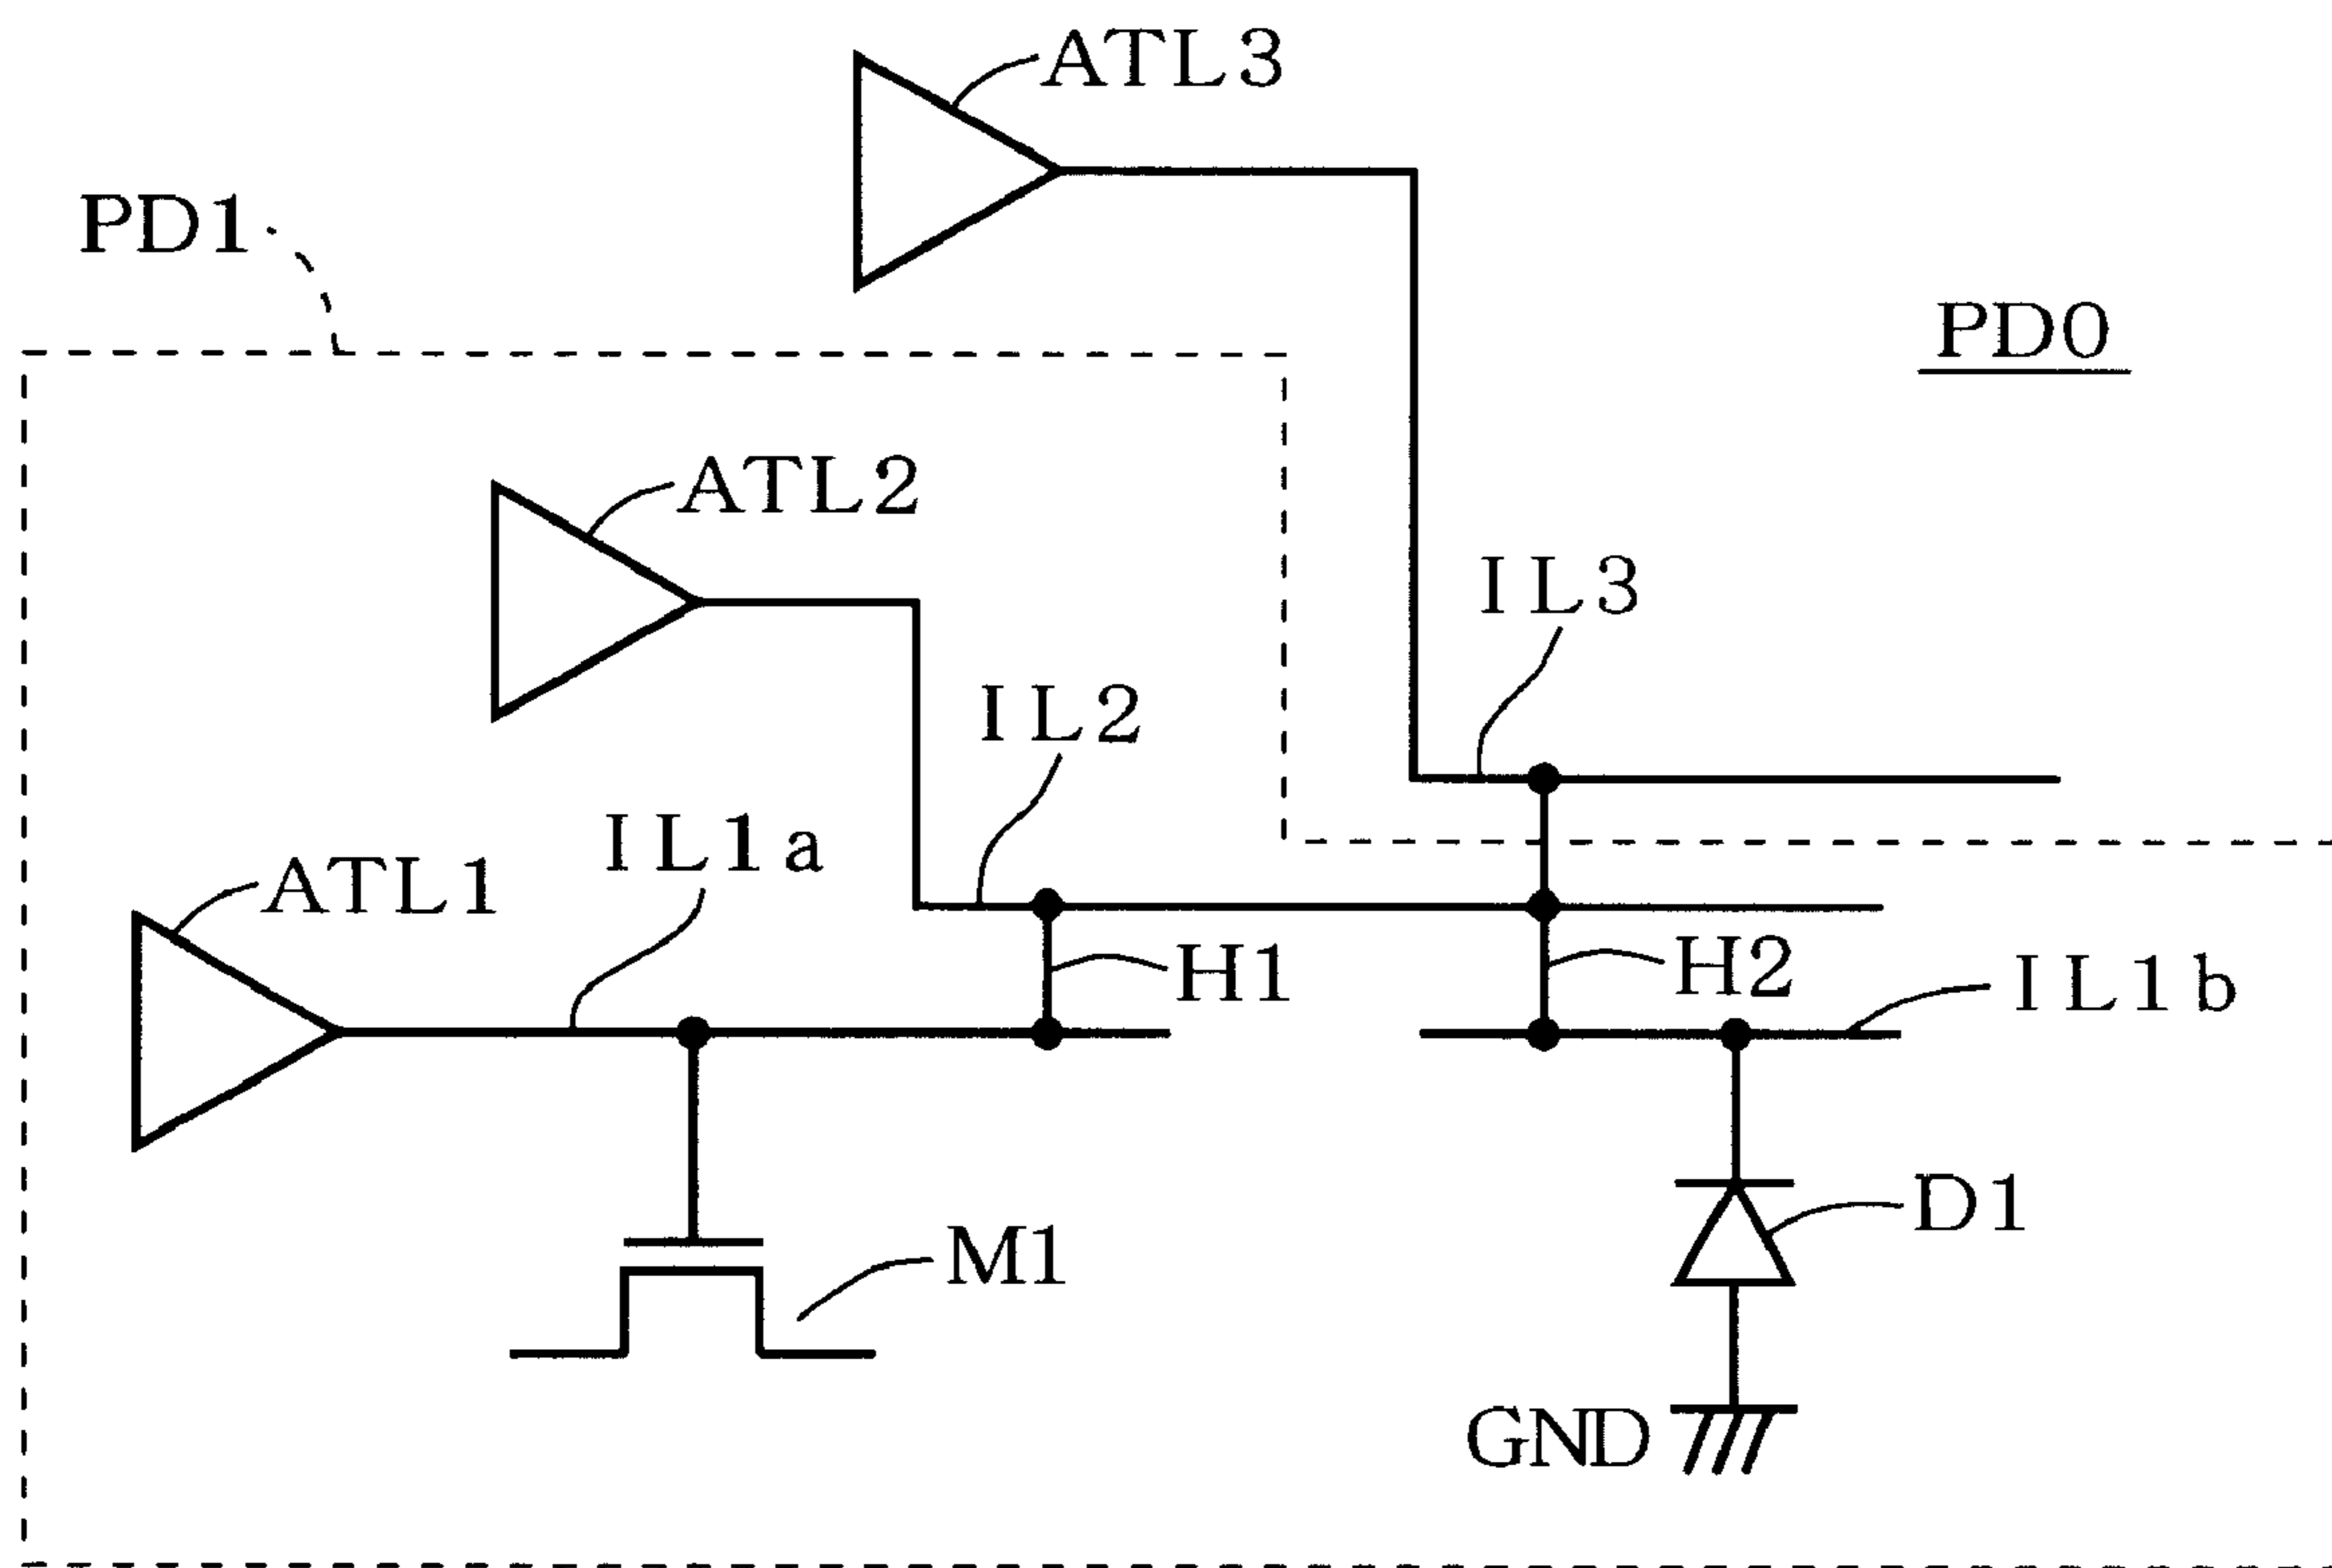 ATL3
PD1
PD0
ATL2
IL3
IL2
IL1a
ATL1
H1
H2
IL1b
D1
M1
GND